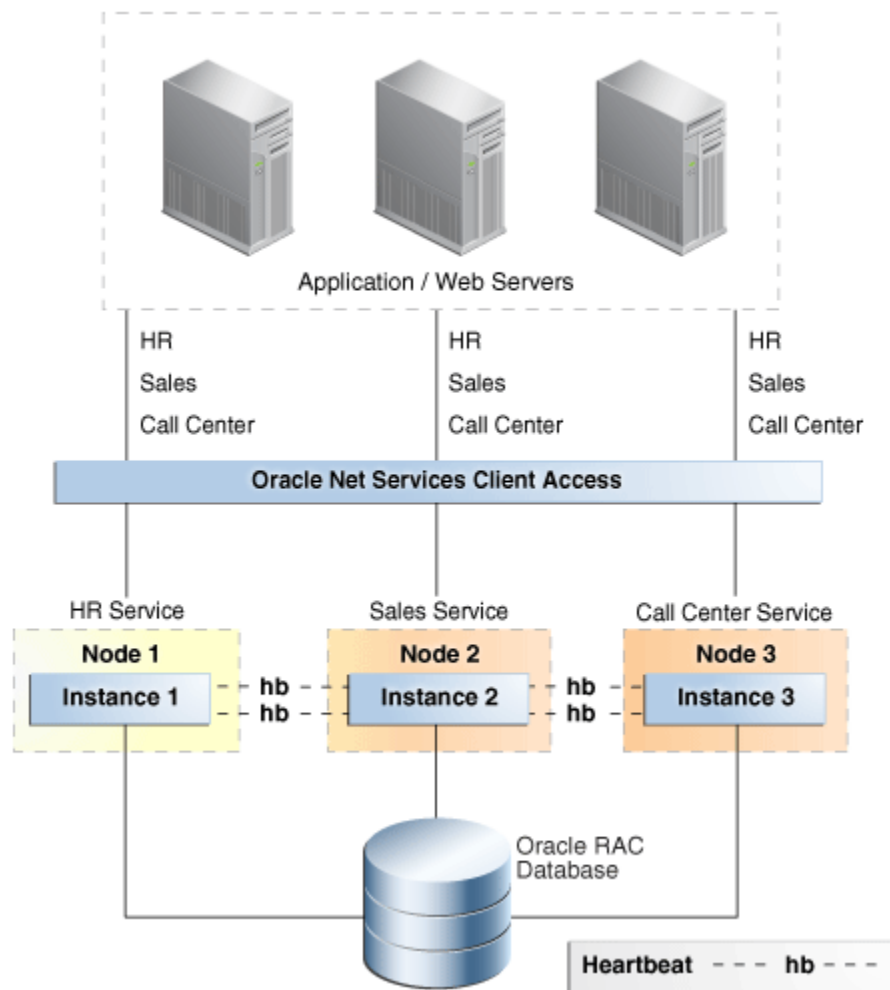 Application / Web Servers
HR
Sales
Call Center
HR
Sales
Call Center
HR
Sales
Call Center
Oracle Net Services Client Access
HR Service
Sales Service
Call Center Service
Node 1
Node 2
Node 3
Instance 1
hb
hb
Instance 2
hb
hb
Instance 3
Oracle RAC
Database
Heartbeat - - - hb - - -